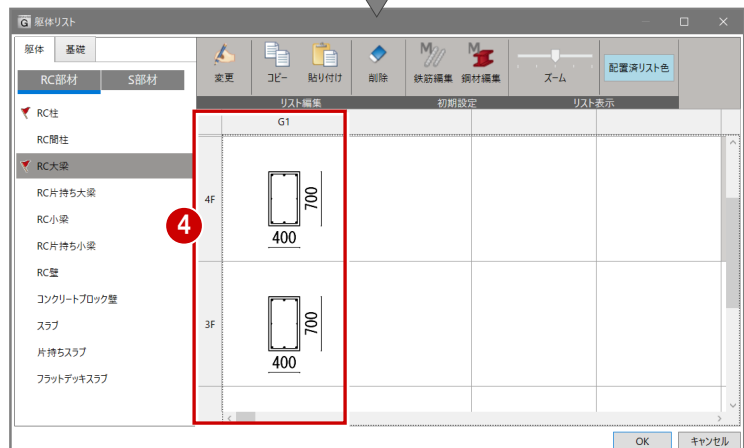 躯体リスト
躯体 基礎
RC部材 S部材
変更 コピー 貼り付け 削除 鉄筋編集 鋼材編集 ズーム 配置済リスト色
リスト編集 初期設定 リスト表示
RC柱
RC間柱
RC大梁
RC片持ち大梁
RC小梁
RC片持ち小梁
RC壁
コンクリートブロック壁
スラブ
片持ちスラブ
フラットデッキスラブ
4
G1
4F
700
400
3F
700
400
OK キャンセル